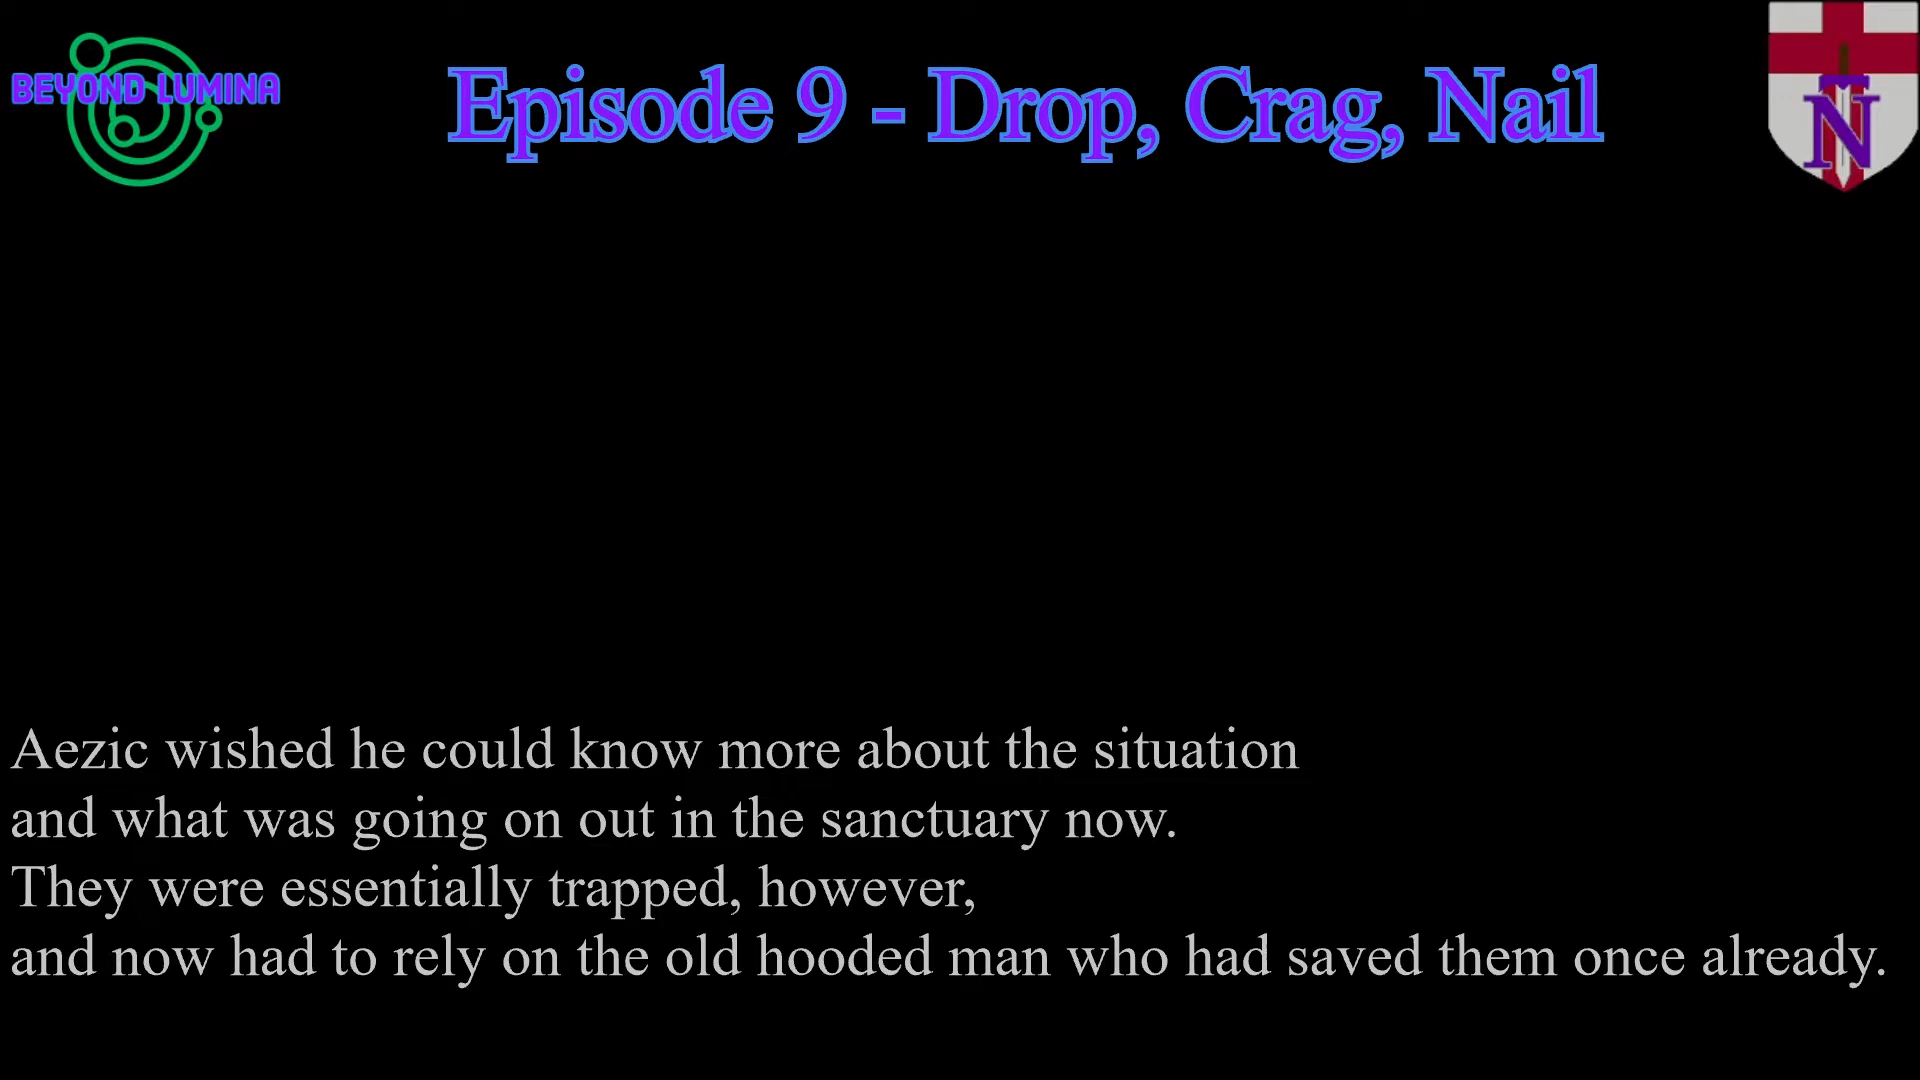 BEYOND LUMINA
Episode 9 - Drop, Crag, Nail
N
Aezic wished he could know more about the situation
and what was going on out in the sanctuary now.
They were essentially trapped, however,
and now had to rely on the old hooded man who had saved them once already.